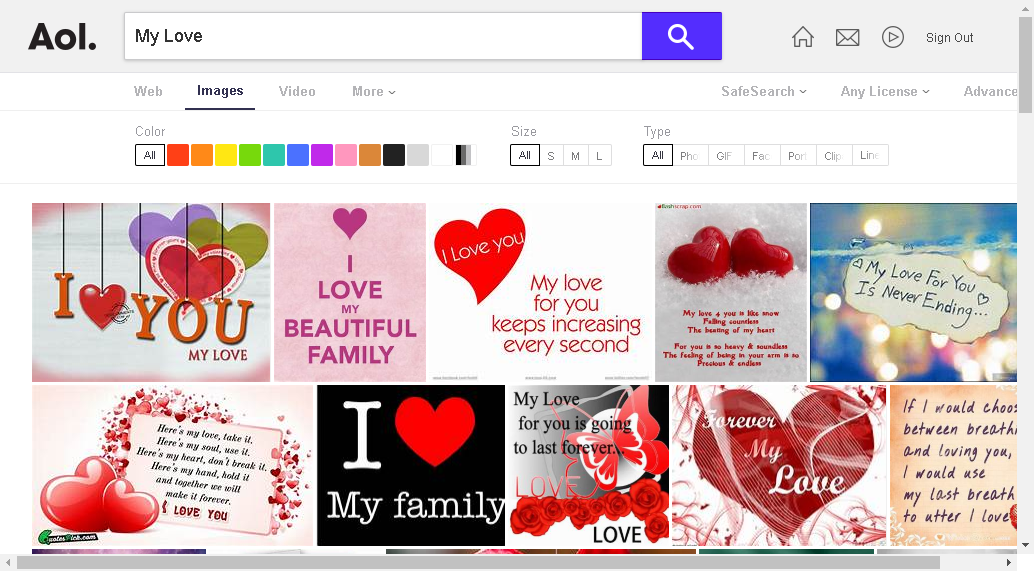 Aol.
My Love
Sign Out
Web
Images
Video
More
SafeSearch
Any License
Advance
Color
Size
Type
All
All
S
M
L
All
Pho
GIF
Fac
Por
Clip
Line
I
YOU
MY LOVE
I
LOVE
MY
BEAUTIFUL
FAMILY
I Love you
My love
for you
keeps increasing
every second
My love 4 you is like snow
Falling countless
The beating of my heart
For you is so heavy & soundless
The feeling of being in your arm is so
Precious & endless
My Love For You
Is Never Ending...
Here's my love, take it.
Here's my soul, use it.
Here's my heart, don't break it.
Here's my hand, hold it
and together we will
make it forever.
I LOVE YOU
QuotesPick.com
I
My family
My Love
for you is going
to last forever...
LOVE
LOVE
Forever
My
Love
If I would choos
between breathi
and loving you,
I would use
my last breath
to utter I love